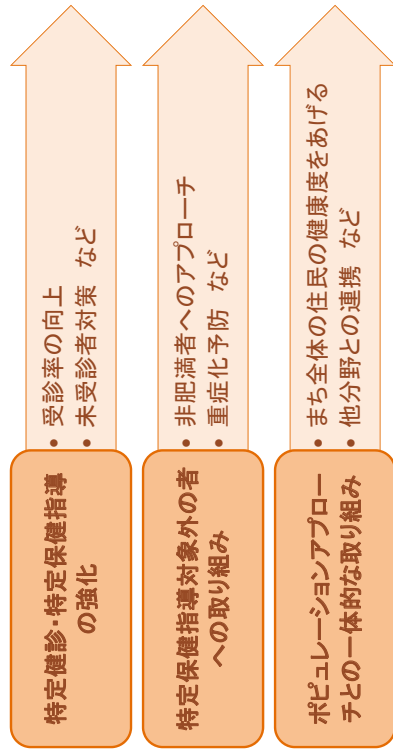 特定健診・特定保健指導
の強化
• 受診率の向上
• 未受診者対策 など
特定保健指導対象外の者
への取り組み
• 非肥満者へのアプローチ
• 重症化予防 など
ポピュレーションアプロー
チとの一体的な取り組み
• まち全体の住民の健康度をあげる
• 他分野との連携 など